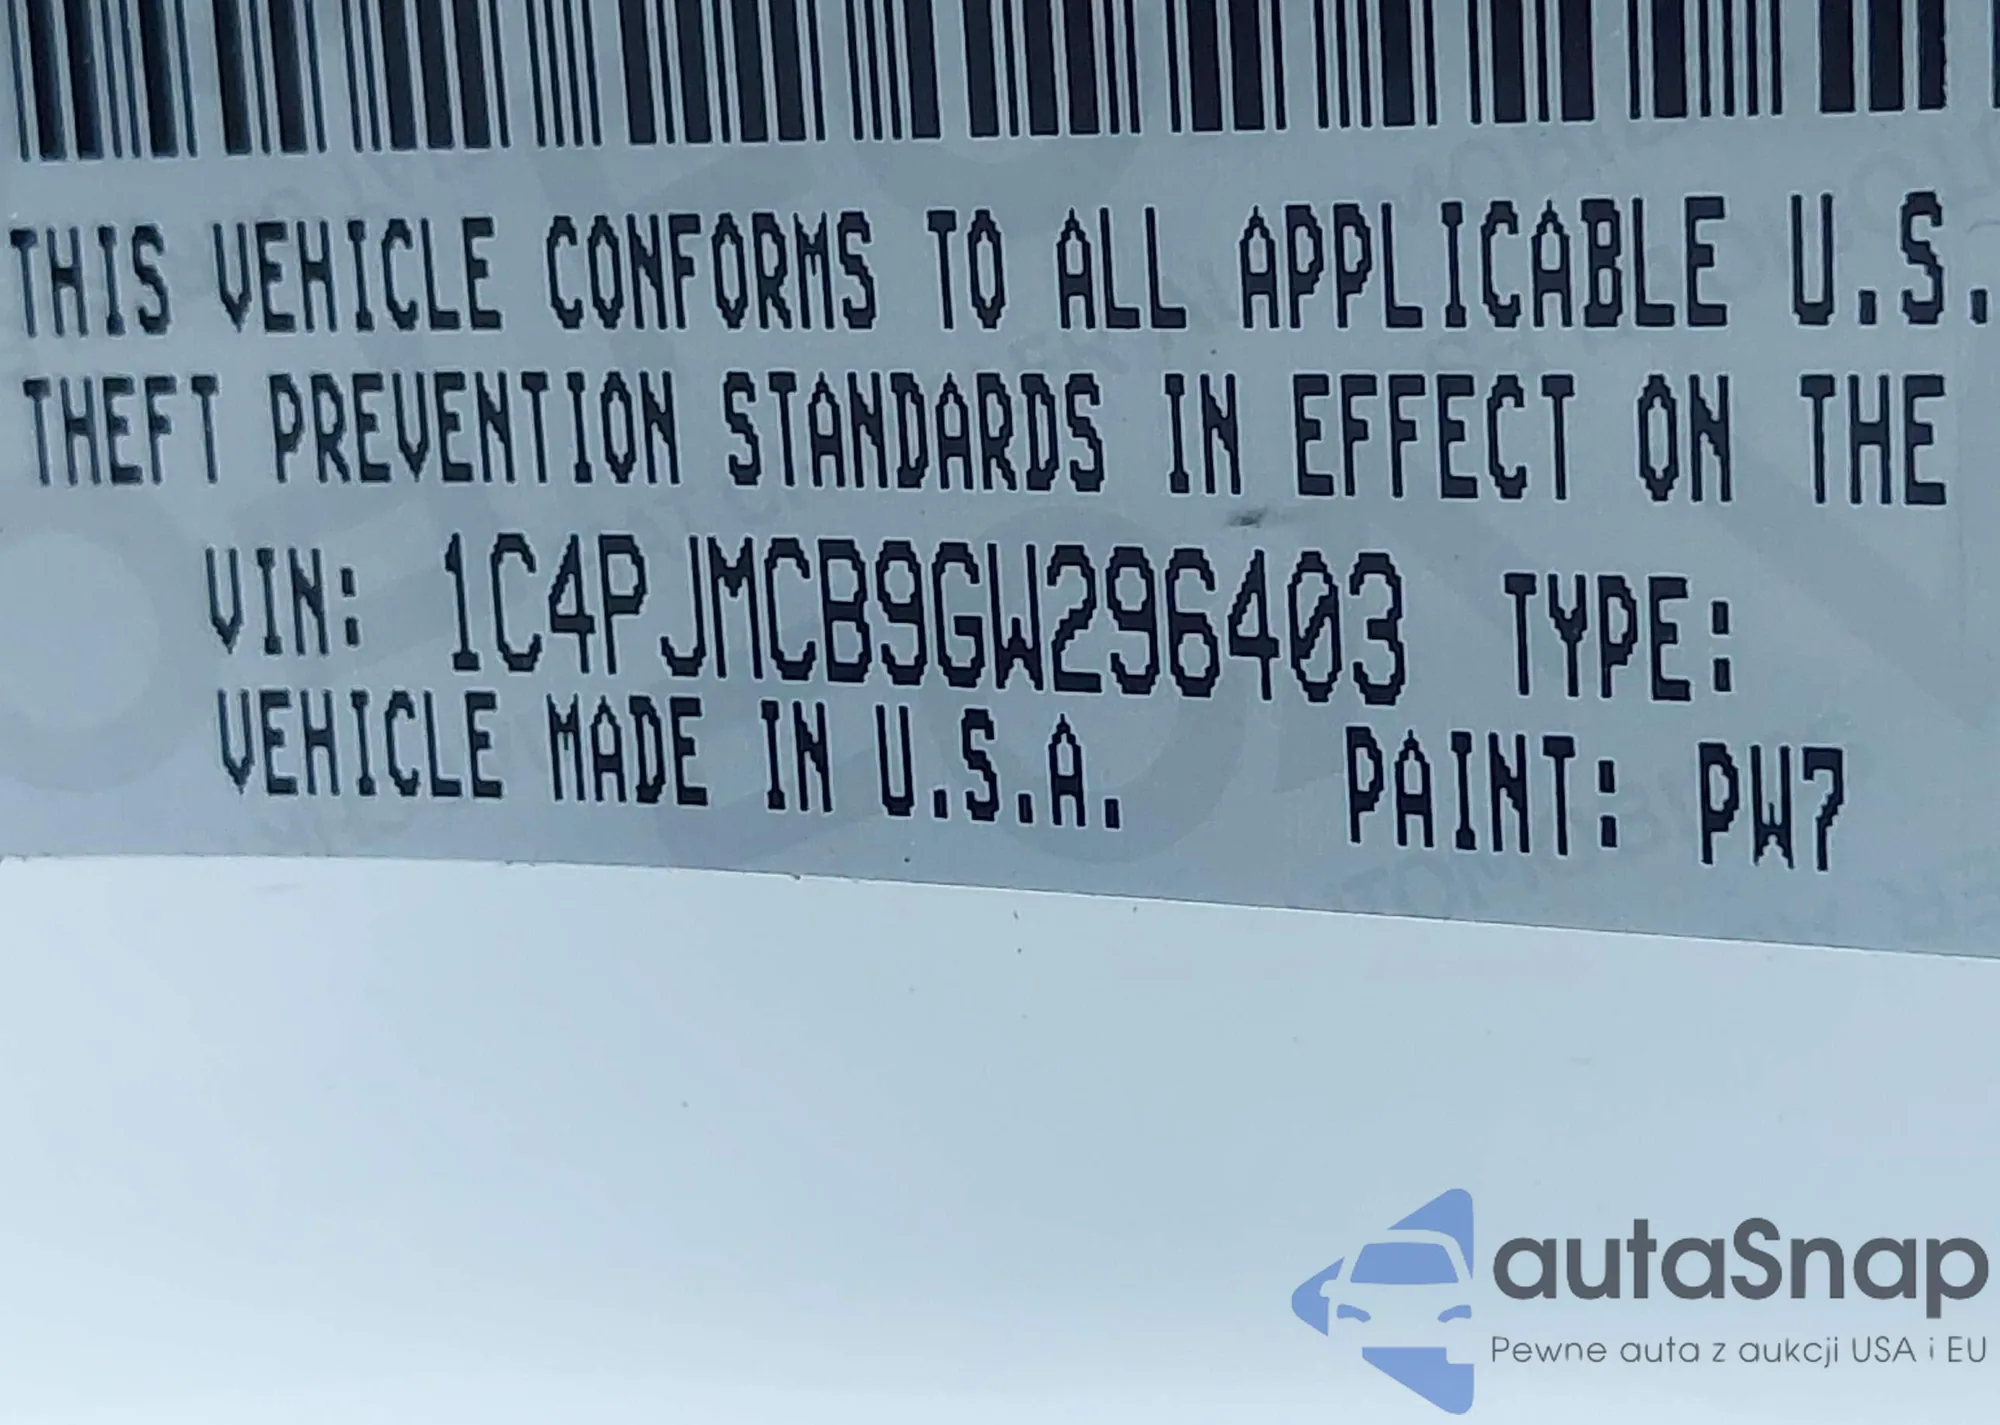 THIS VEHICLE CONFORMS TO ALL APPLICABLE U.S.
THEFT PREVENTION STANDARDS IN EFFECT ON THE
VIN: 1C4PJMCB9GW296403 TYPE:
VEHICLE MADE IN U.S.A. PAINT: PW7
autaSnap
Pewne auta z aukcji USA i EU